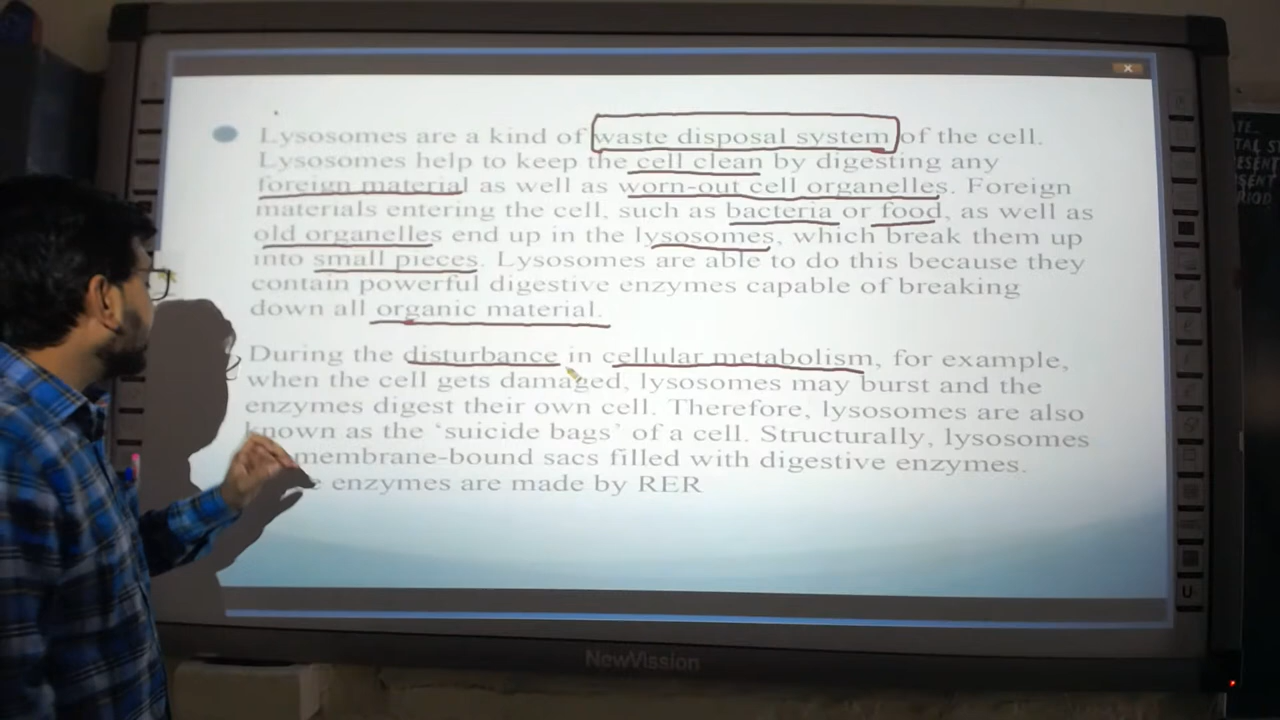 Lysosomes are a kind of waste disposal system of the cell.
Lysosomes help to keep the cell clean by digesting any
foreign material as well as worn-out cell organelles. Foreign
materials entering the cell, such as bacteria or food, as well as
old organelles end up in the lysosomes, which break them up
into small pieces. Lysosomes are able to do this because they
contain powerful digestive enzymes capable of breaking
down all organic material.
During the disturbance in cellular metabolism, for example,
when the cell gets damaged, lysosomes may burst and the
enzymes digest their own cell. Therefore, lysosomes are also
known as the ‘suicide bags’ of a cell. Structurally, lysosomes
membrane-bound sacs filled with digestive enzymes.
enzymes are made by RER
NewVission